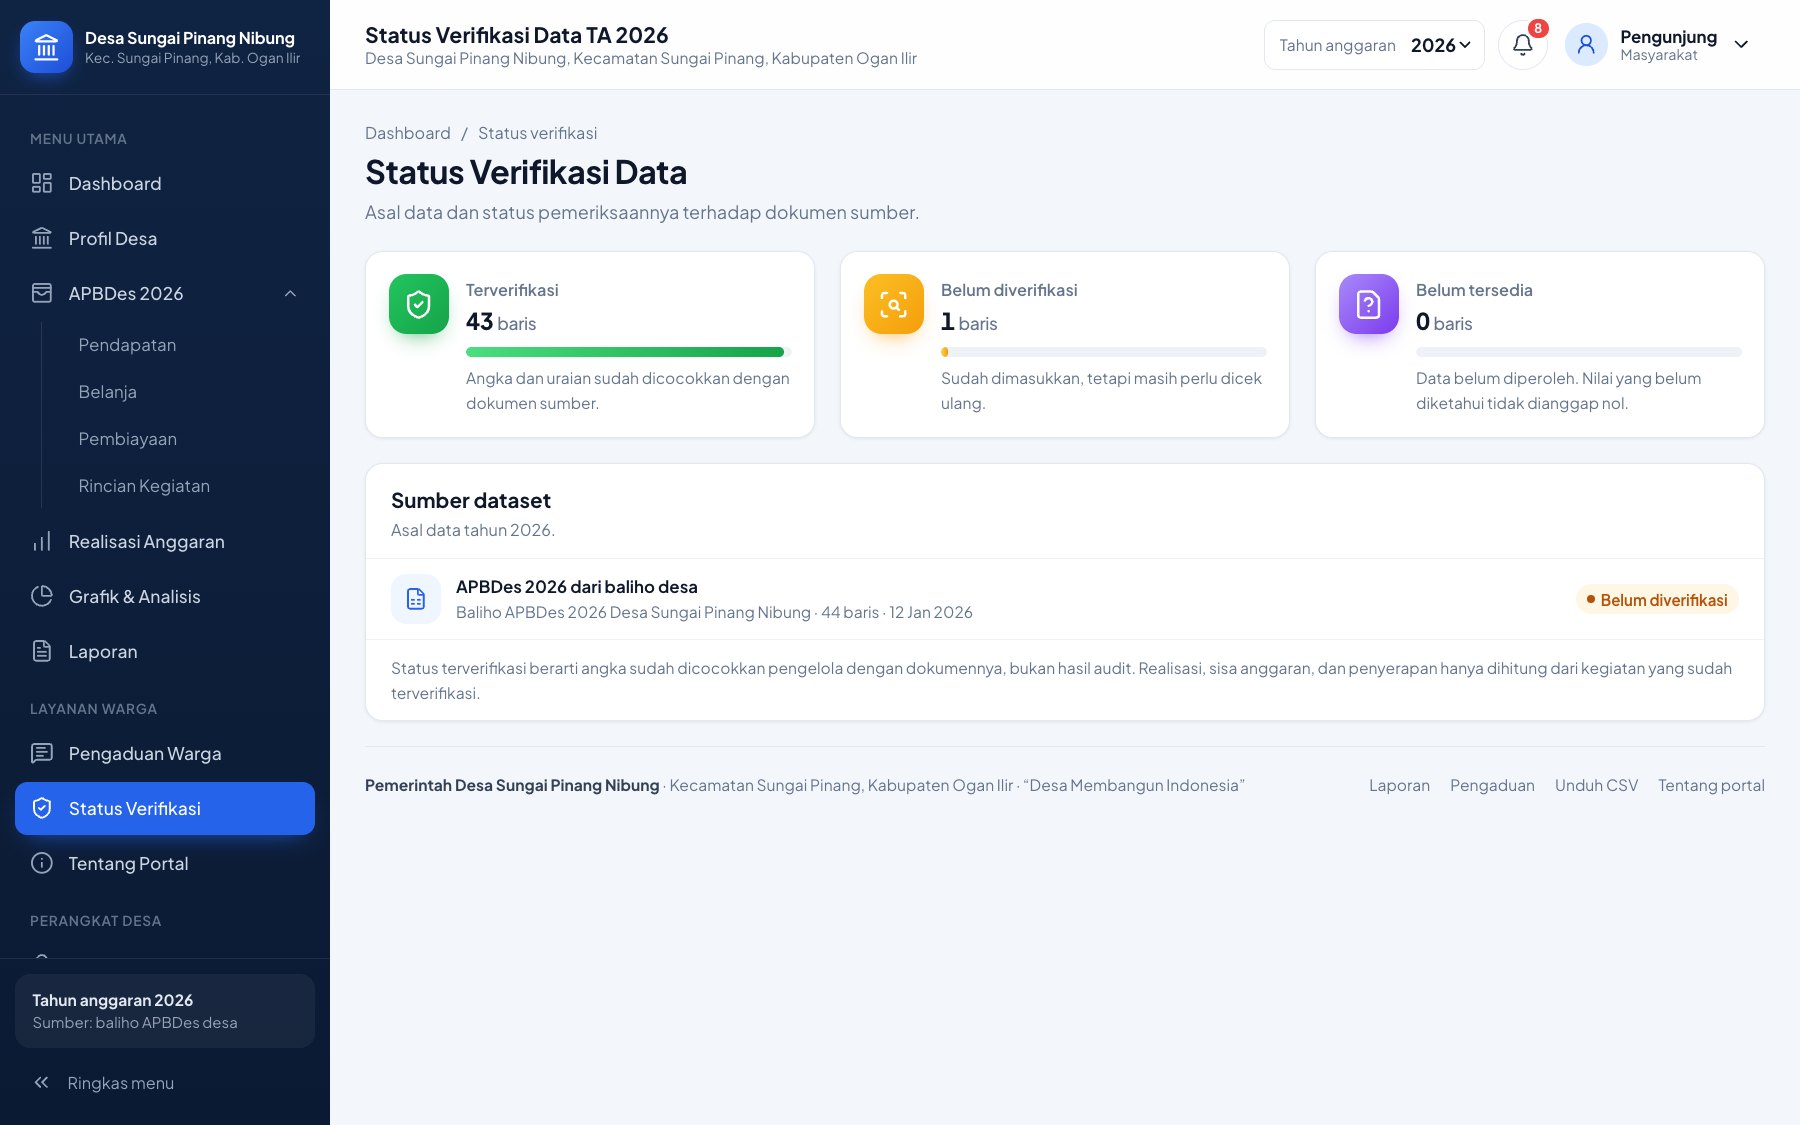 Desa Sungai Pinang Nibung
Kec. Sungai Pinang, Kab. Ogan Ilir
MENU UTAMA
Dashboard
Profil Desa
APBDes 2026
Pendapatan
Belanja
Pembiayaan
Rincian Kegiatan
Realisasi Anggaran
Grafik & Analisis
Laporan
LAYANAN WARGA
Pengaduan Warga
Status Verifikasi
Tentang Portal
PERANGKAT DESA
Tahun anggaran 2026
Sumber: baliho APBDes desa
Ringkas menu
Status Verifikasi Data TA 2026
Desa Sungai Pinang Nibung, Kecamatan Sungai Pinang, Kabupaten Ogan Ilir
Tahun anggaran 2026
8
Pengunjung
Masyarakat
Dashboard / Status verifikasi
Status Verifikasi Data
Asal data dan status pemeriksaannya terhadap dokumen sumber.
Terverifikasi
43 baris
Angka dan uraian sudah dicocokkan dengan
dokumen sumber.
Belum diverifikasi
1 baris
Sudah dimasukkan, tetapi masih perlu dicek
ulang.
Belum tersedia
0 baris
Data belum diperoleh. Nilai yang belum
diketahui tidak dianggap nol.
Sumber dataset
Asal data tahun 2026.
APBDes 2026 dari baliho desa
Baliho APBDes 2026 Desa Sungai Pinang Nibung · 44 baris · 12 Jan 2026
Belum diverifikasi
Status terverifikasi berarti angka sudah dicocokkan pengelola dengan dokumennya, bukan hasil audit. Realisasi, sisa anggaran, dan penyerapan hanya dihitung dari kegiatan yang sudah
terverifikasi.
Pemerintah Desa Sungai Pinang Nibung · Kecamatan Sungai Pinang, Kabupaten Ogan Ilir · “Desa Membangun Indonesia”
Laporan Pengaduan Unduh CSV Tentang portal